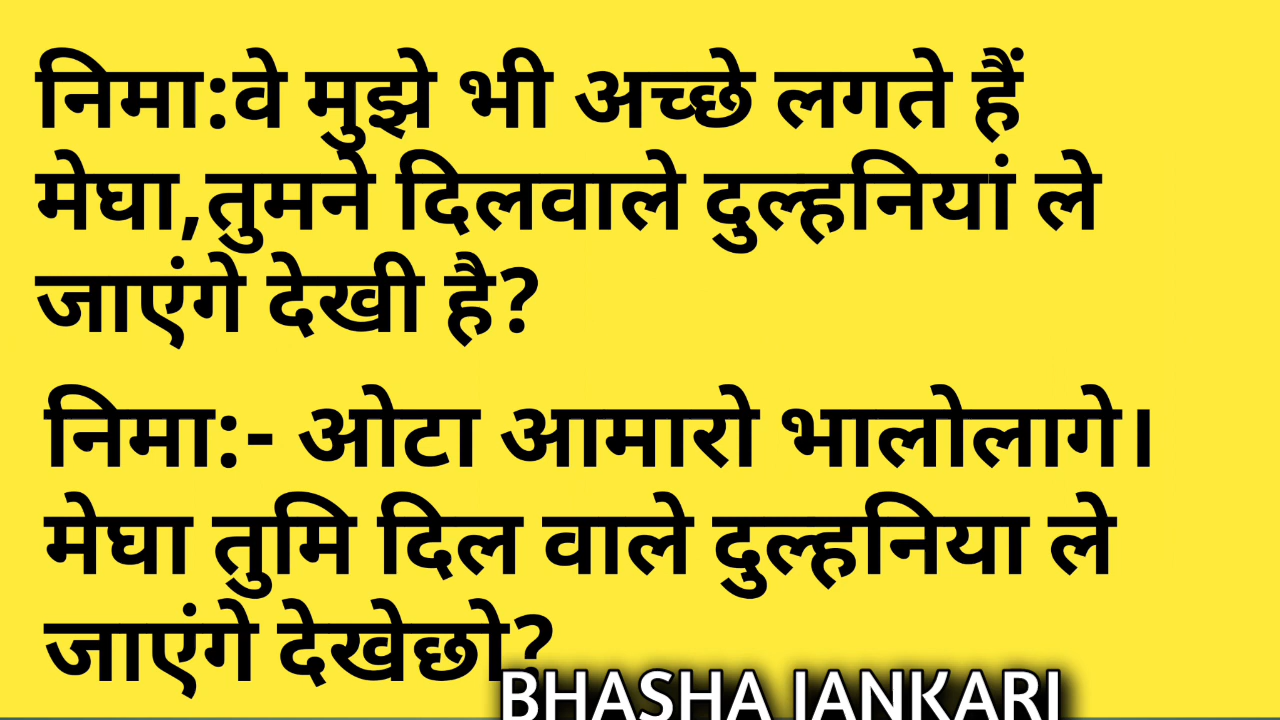 निमा:वे मुझे भी अच्छे लगते हैं
मेघा,तुमने दिलवाले दुल्हनियां ले
जाएंगे देखी है?
निमा:- ओटा आमारो भालोलागे।
मेघा तुमि दिल वाले दुल्हनिया ले
जाएंगे देखेछो?
BHASHA JANKARI